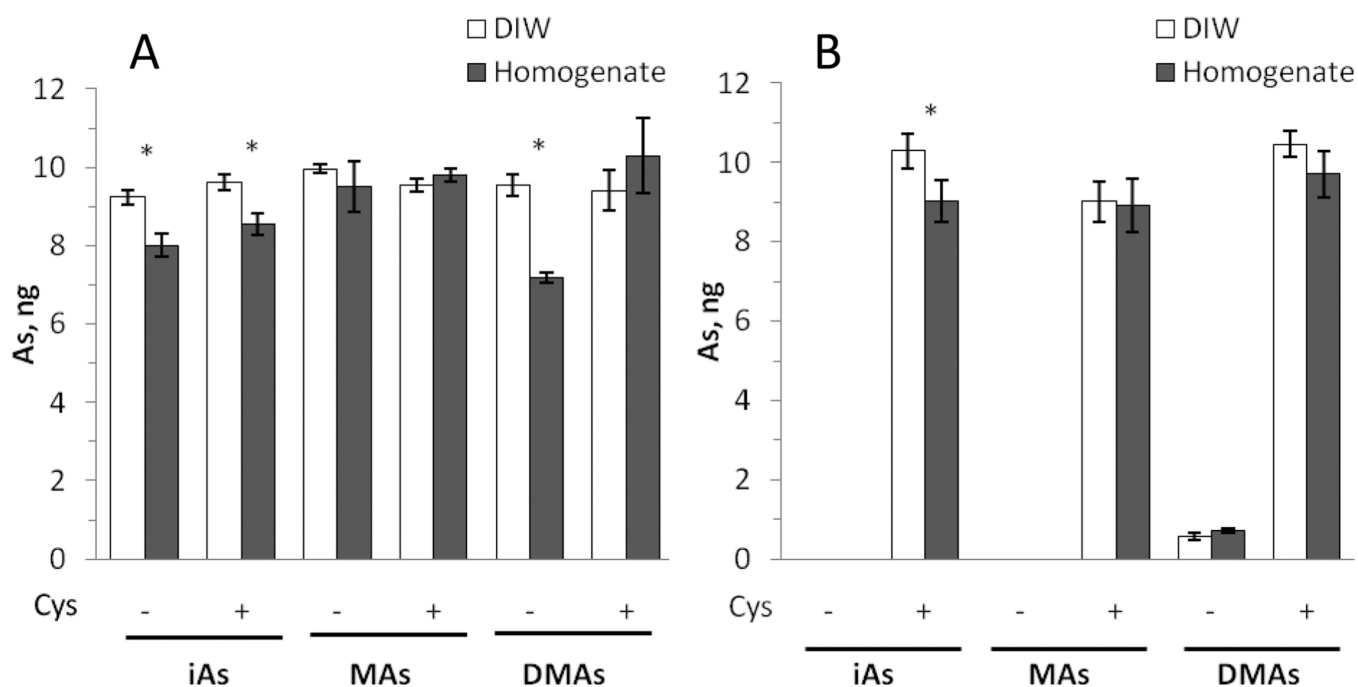 A
DIW
Homogenate
As, ng
12
10
8
6
4
2
0
*
*
*
Cys - + - + - +
iAs MAs DMAs
B
DIW
Homogenate
As, ng
12
10
8
6
4
2
0
*
Cys - + - + - +
iAs MAs DMAs